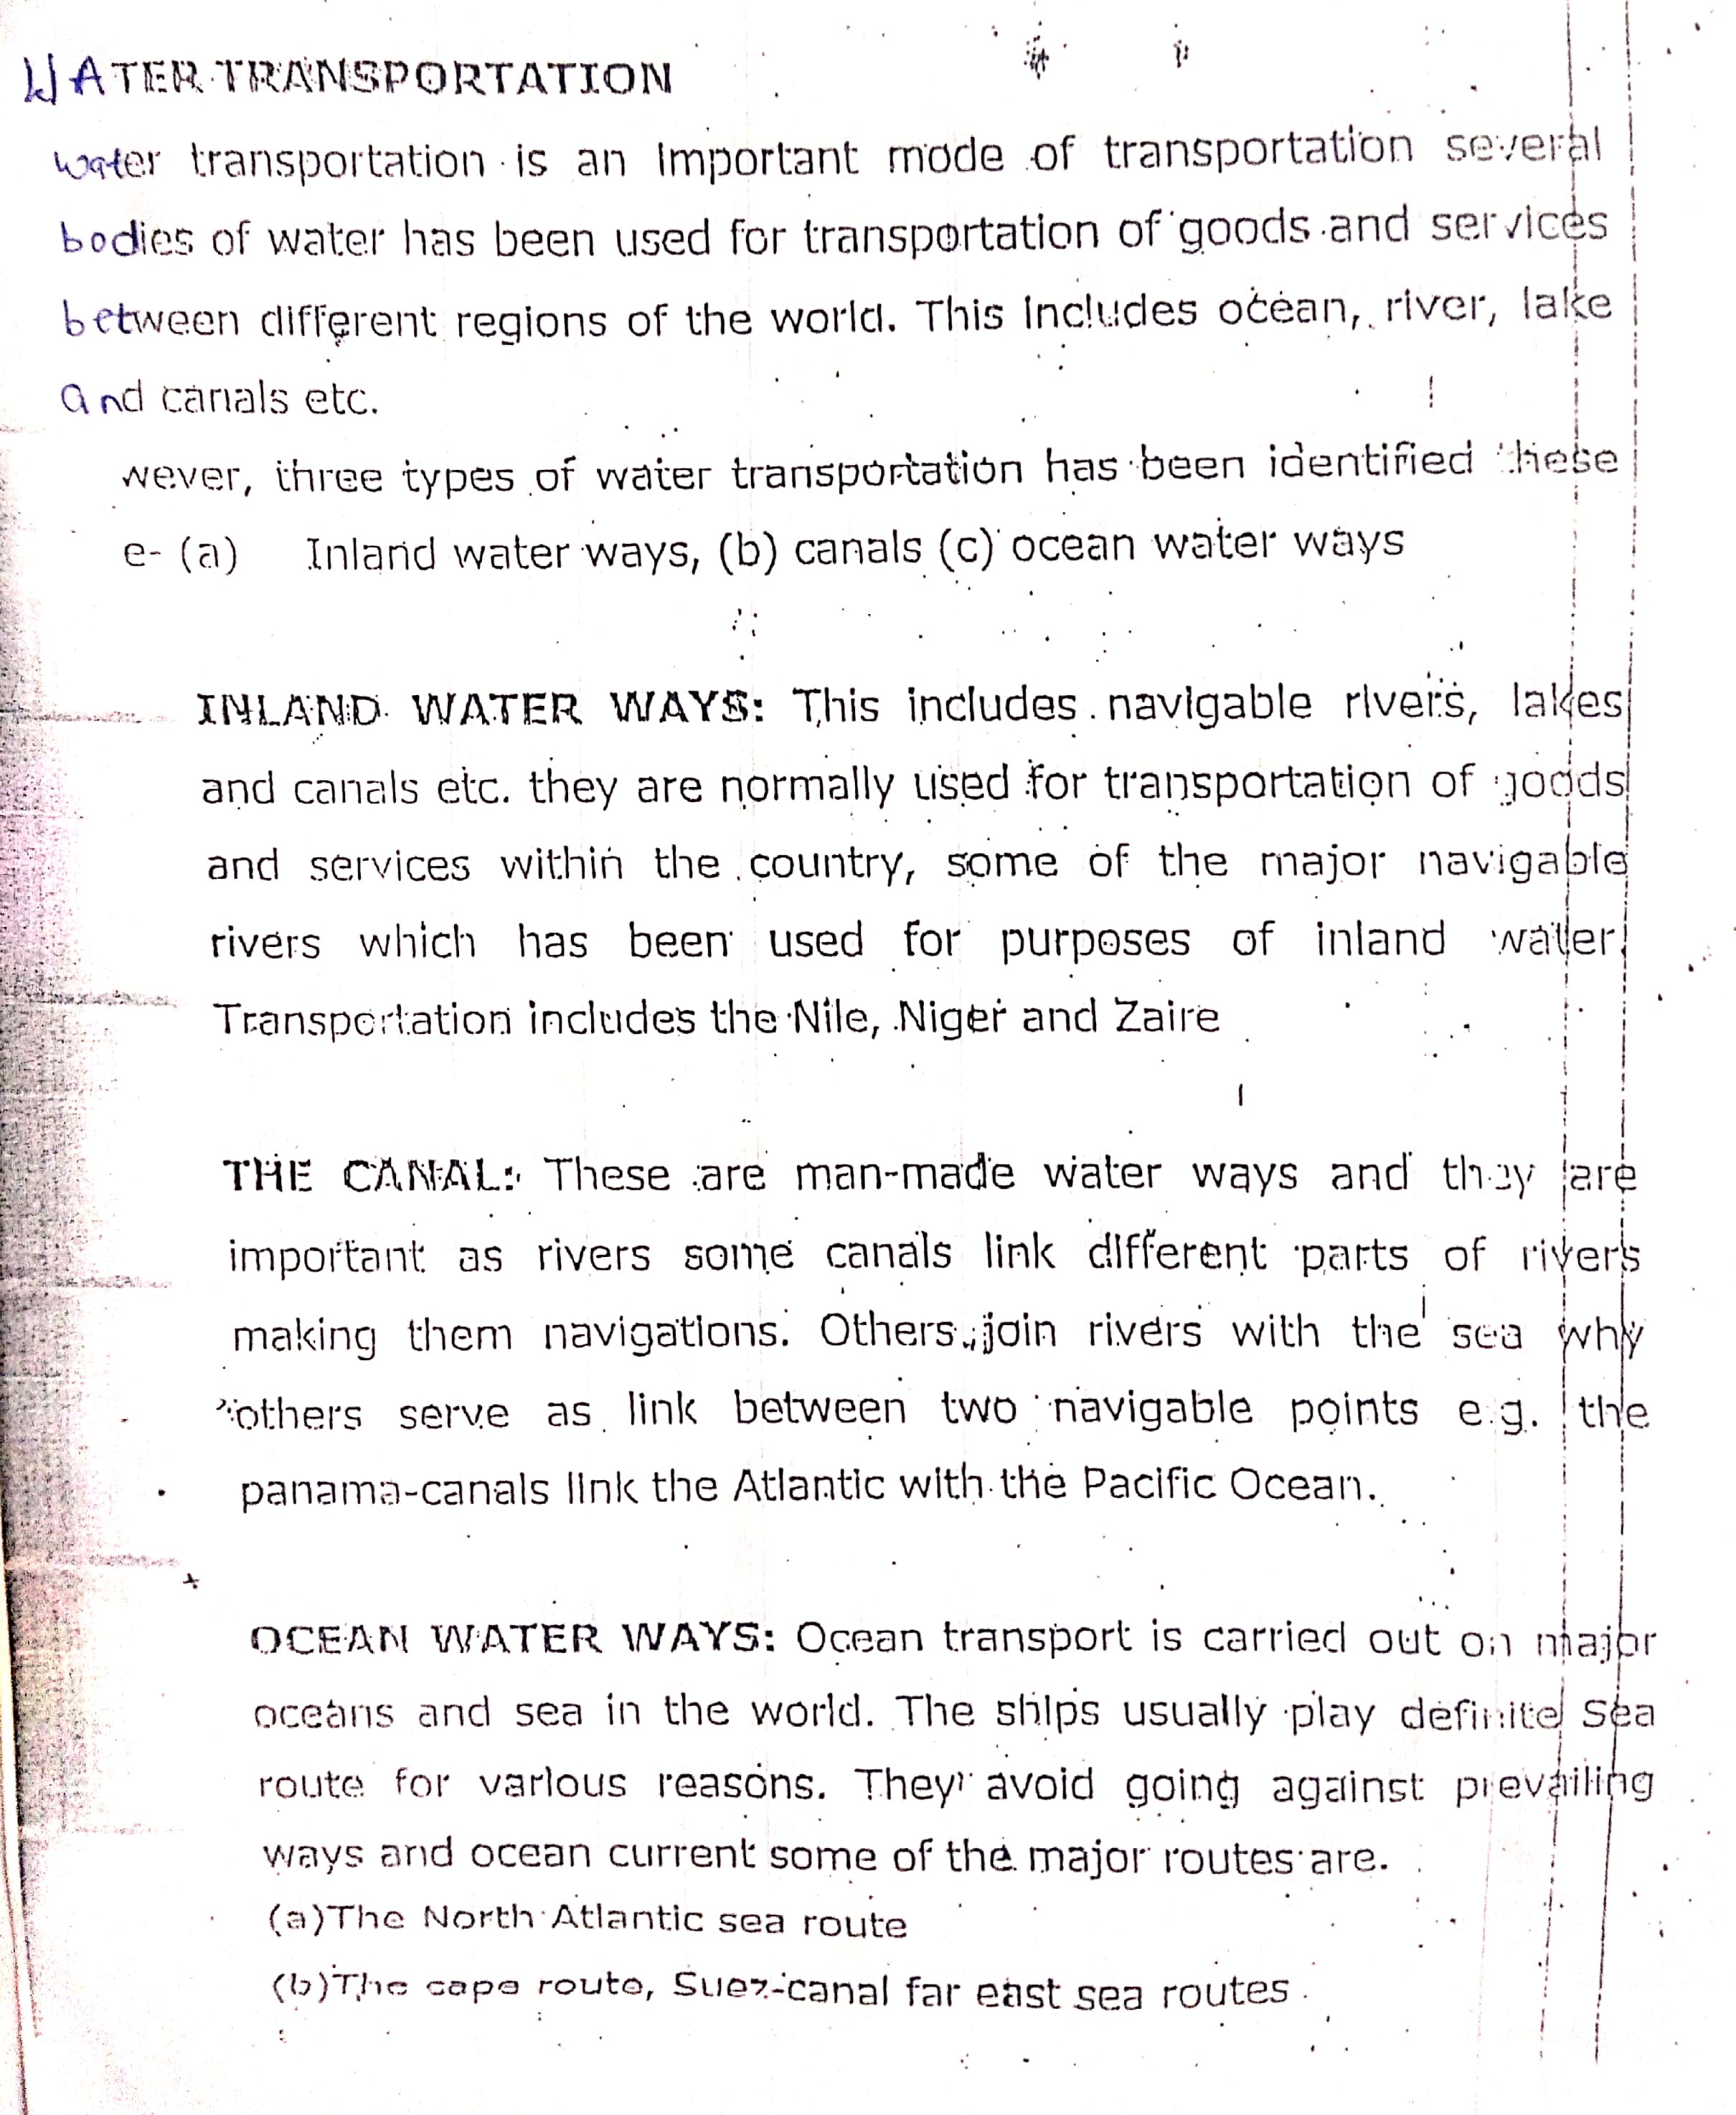 WATER TRANSPORTATION
water transportation is an Important mode of transportation several
bodies of water has been used for transportation of goods and services
between different regions of the world. This Includes ocean, river, lake
and canals etc.
wever, three types of water transportation has been identified these
e- (a) Inland water ways, (b) canals (c) ocean water ways
INLAND WATER WAYS: This includes navigable rivers, lakes
and canals etc. they are normally used for transportation of goods
and services within the country, some of the major navigable
rivers which has been used for purposes of inland water
Transportation includes the Nile, Niger and Zaire
THE CANAL: These are man-made water ways and they are
important as rivers some canals link different parts of rivers
making them navigations. Others join rivers with the sea why
others serve as link between two navigable points e.g. the
panama-canals link the Atlantic with the Pacific Ocean.
OCEAN WATER WAYS: Ocean transport is carried out on major
oceans and sea in the world. The ships usually play definite Sea
route for various reasons. They avoid going against prevailing
ways and ocean current some of the major routes are.
(a)The North Atlantic sea route
(b)The cape route, Suez-canal far east sea routes